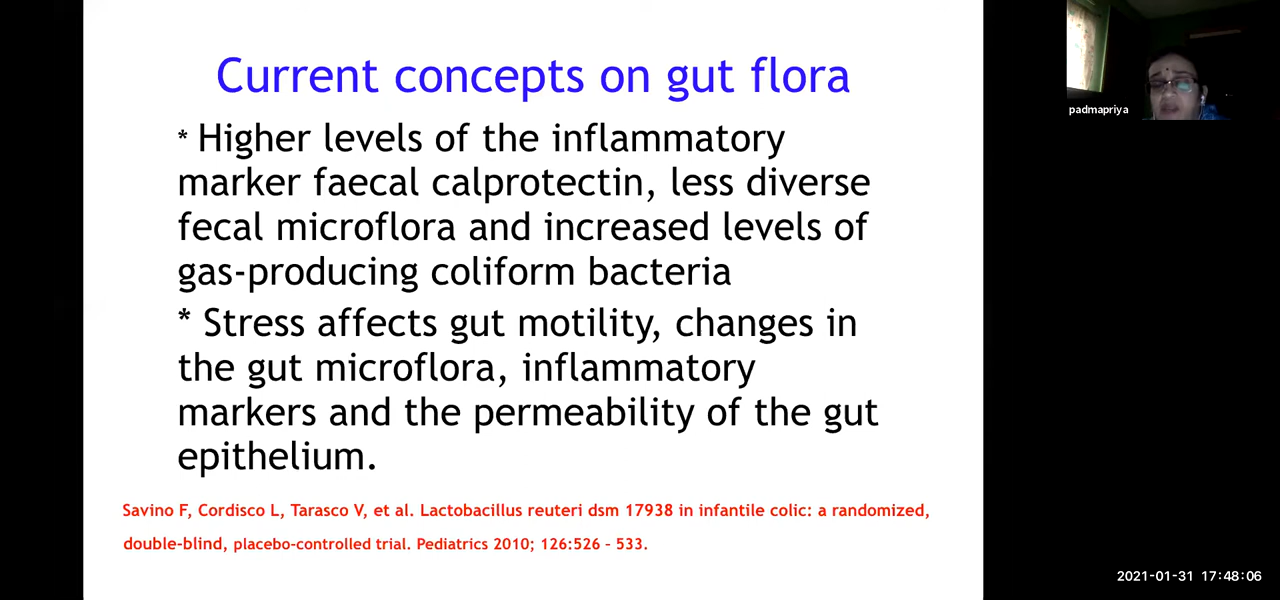 Current concepts on gut flora
* Higher levels of the inflammatory
marker faecal calprotectin, less diverse
fecal microflora and increased levels of
gas-producing coliform bacteria
* Stress affects gut motility, changes in
the gut microflora, inflammatory
markers and the permeability of the gut
epithelium.
Savino F, Cordisco L, Tarasco V, et al. Lactobacillus reuteri dsm 17938 in infantile colic: a randomized,
double-blind, placebo-controlled trial. Pediatrics 2010; 126:526 – 533.
padmapriya
2021-01-31 17:48:06